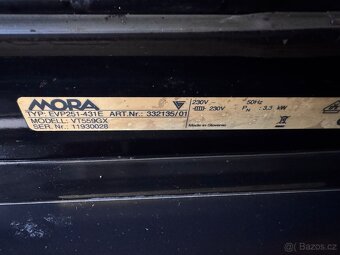 MORA
TYP: EVP251-431E ART.Nr.: 332135/01
MODELL: VT559GX
SER.Nr.: 11930028
230V 50Hz
230V Pₙ : 3,3 kW
Made in Slovenia
© Bazos.cz